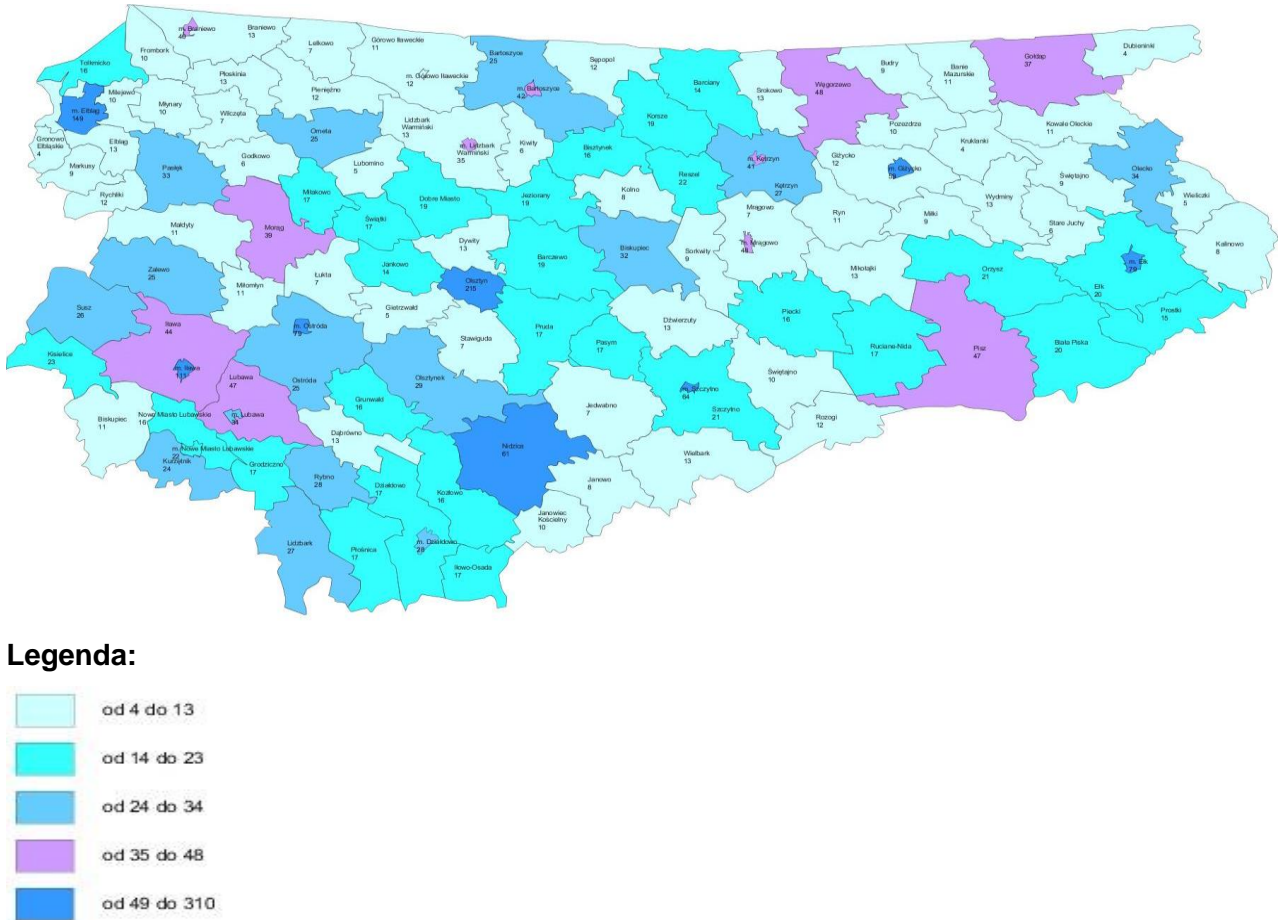 m. Braniewo
40
Braniewo
13
Frombork
10
Lelkowo
7
Górowo Iławeckie
11
Bartoszyce
25
Sępopol
12
Barciany
14
Srokowo
13
Węgorzewo
48
Budry
9
Banie
Mazurskie
11
Gołdap
37
Dubieninki
4
Tolkmicko
16
Płoskinia
13
Pieniężno
12
m. Górowo Iławeckie
12
m. Bartoszyce
42
Milejewo
10
Młynary
10
Wilczęta
7
m. Elbląg
149
Orneta
25
Lidzbark
Warmiński
13
Korsze
19
Pozezdrze
10
Kruklanki
4
Kowale Oleckie
11
Gronowo
Elbląskie
4
Elbląg
13
Godkowo
6
Lubomino
5
m. Lidzbark
Warmiński
35
Kiwity
6
Bisztynek
16
m. Kętrzyn
41
Giżycko
12
m. Giżycko
Markusy
9
Pasłęk
33
Reszel
22
Kętrzyn
27
Świętajno
9
Olecko
34
Rychliki
12
Miłakowo
17
Dobre Miasto
19
Jeziorany
19
Kolno
8
Mrągowo
7
Ryn
11
Miłki
9
Wydminy
13
Stare Juchy
6
Wieliczki
5
Małdyty
11
Morąg
39
Świątki
17
Dywity
13
Biskupiec
32
Sorkwity
9
m. Mrągowo
48
Kalinowo
8
Zalewo
25
Łukta
7
Jonkowo
14
Olsztyn
215
Barczewo
19
Mikołajki
13
Orzysz
21
m. Ełk
79
Miłomłyn
11
Gietrzwałd
5
Ełk
20
Susz
26
Iława
44
m. Ostróda
79
Stawiguda
7
Pruda
17
Pasym
17
Dźwierzuty
13
Piecki
16
Ruciane-Nida
17
Pisz
47
Biała Piska
20
Prostki
15
Kisielice
23
m. Iława
Lubawa
47
Ostróda
25
Olsztynek
29
Świętajno
10
Grunwald
16
m. Szczytno
64
Szczytno
21
Biskupiec
11
Nowe Miasto Lubawskie
16
m. Lubawa
34
Jedwabno
7
Rozogi
12
Dąbrówno
13
m. Nowe Miasto Lubawskie
22
Kurzętnik
24
Grodziczno
17
Nidzica
61
Wielbark
13
Rybno
28
Działdowo
17
Kozłowo
16
Janowo
8
Janowiec
Kościelny
10
Lidzbark
27
Płośnica
17
m. Działdowo
28
Iłowo-Osada
17
Legenda:
od 4 do 13
od 14 do 23
od 24 do 34
od 35 do 48
od 49 do 310